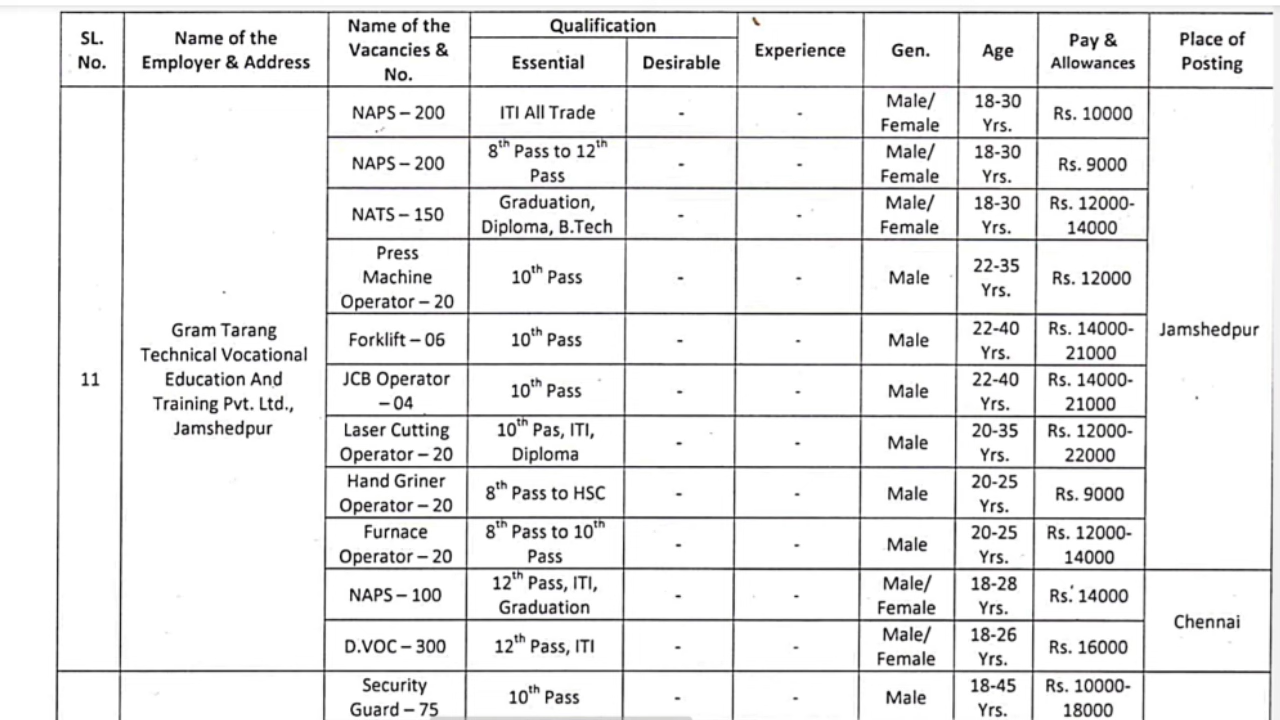 SL. No. | Name of the Employer & Address | Name of the Vacancies & No. | Qualification | Experience | Gen. | Age | Pay & Allowances | Place of Posting
Essential | Desirable
11 | Gram Tarang Technical Vocational Education And Training Pvt. Ltd., Jamshedpur | NAPS – 200 | ITI All Trade | - | - | Male/ Female | 18-30 Yrs. | Rs. 10000 | Jamshedpur
NAPS – 200 | 8th Pass to 12th Pass | - | - | Male/ Female | 18-30 Yrs. | Rs. 9000
NATS – 150 | Graduation, Diploma, B.Tech | - | - | Male/ Female | 18-30 Yrs. | Rs. 12000-14000
Press Machine Operator – 20 | 10th Pass | - | - | Male | 22-35 Yrs. | Rs. 12000
Forklift – 06 | 10th Pass | - | - | Male | 22-40 Yrs. | Rs. 14000-21000
JCB Operator – 04 | 10th Pass | - | - | Male | 22-40 Yrs. | Rs. 14000-21000
Laser Cutting Operator – 20 | 10th Pas, ITI, Diploma | - | - | Male | 20-35 Yrs. | Rs. 12000-22000
Hand Griner Operator – 20 | 8th Pass to HSC | - | - | Male | 20-25 Yrs. | Rs. 9000
Furnace Operator – 20 | 8th Pass to 10th Pass | - | - | Male | 20-25 Yrs. | Rs. 12000-14000
NAPS – 100 | 12th Pass, ITI, Graduation | - | - | Male/ Female | 18-28 Yrs. | Rs. 14000 | Chennai
D.VOC – 300 | 12th Pass, ITI | - | - | Male/ Female | 18-26 Yrs. | Rs. 16000
Security Guard – 75 | 10th Pass | - | - | Male | 18-45 Yrs. | Rs. 10000-18000